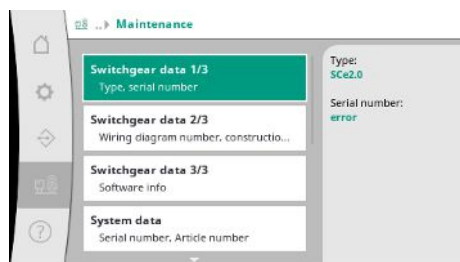 ..▸ Maintenance
Switchgear data 1/3
Type, serial number
Switchgear data 2/3
Wiring diagram number, constructio...
Switchgear data 3/3
Software info
System data
Serial number, Article number
Type:
SCe2.0
Serial number:
error